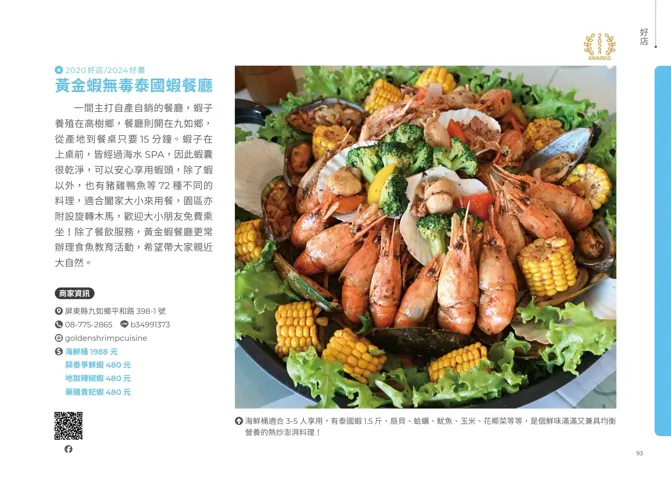 好店
2024
AWARDS
2020好店/2024好農
黃金蝦無毒泰國蝦餐廳
一間主打自產自銷的餐廳，蝦子
養殖在高樹鄉，餐廳則開在九如鄉，
從產地到餐桌只要 15 分鐘。蝦子在
上桌前，皆經過海水 SPA，因此蝦囊
很乾淨，可以安心享用蝦頭，除了蝦
以外，也有豬雞鴨魚等 72 種不同的
料理，適合闔家大小來用餐，園區亦
附設旋轉木馬，歡迎大小朋友免費乘
坐！除了餐飲服務，黃金蝦餐廳更常
辦理食魚教育活動，希望帶大家親近
大自然。
商家資訊
屏東縣九如鄉平和路 398-1 號
08-775-2865 b34991373
goldenshrimpcuisine
海鮮桶 1988 元
蒜香爭鮮蝦 480 元
地獄辣椒蝦 480 元
藥膳貴妃蝦 480 元
海鮮桶適合 3-5 人享用，有泰國蝦 1.5 斤、扇貝、蛤蠣、魷魚、玉米、花椰菜等等，是個鮮味滿滿又兼具均衡
營養的熱炒澎湃料理！
93